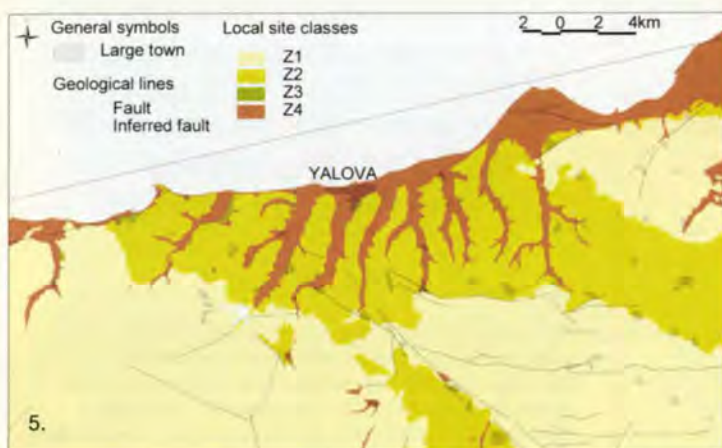 General symbols
Large town
Geological lines
Fault
Inferred fault
Local site classes
Z1
Z2
Z3
Z4
2 0 2 4km
YALOVA
5.